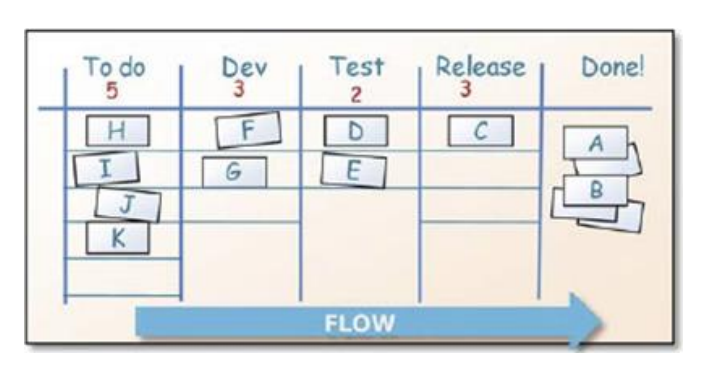 To do Dev Test Release Done!
5 3 2 3
H F D C A
I G E B
J
K
FLOW